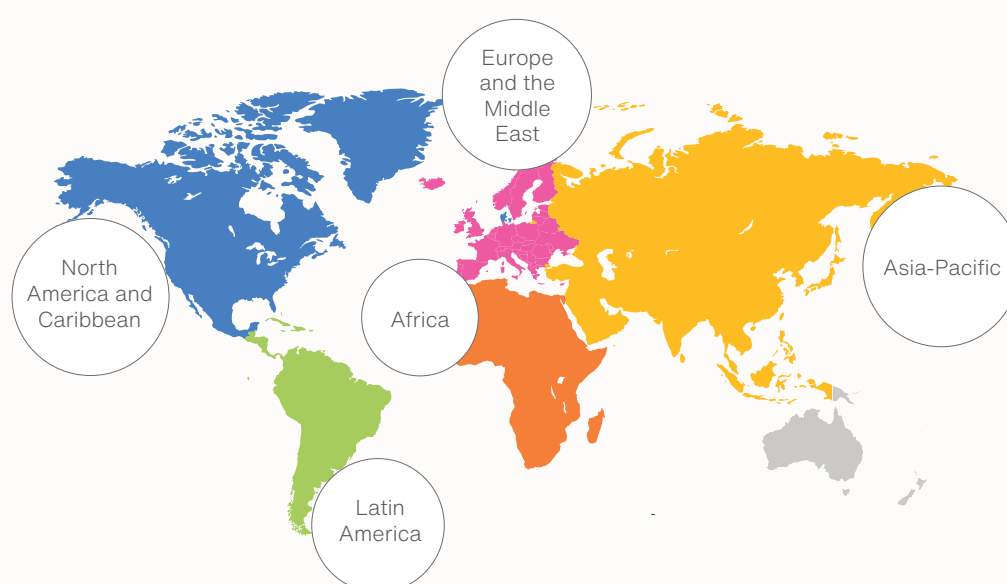 Europe
and the
Middle
East
North
America and
Caribbean
Africa
Asia-Pacific
Latin
America